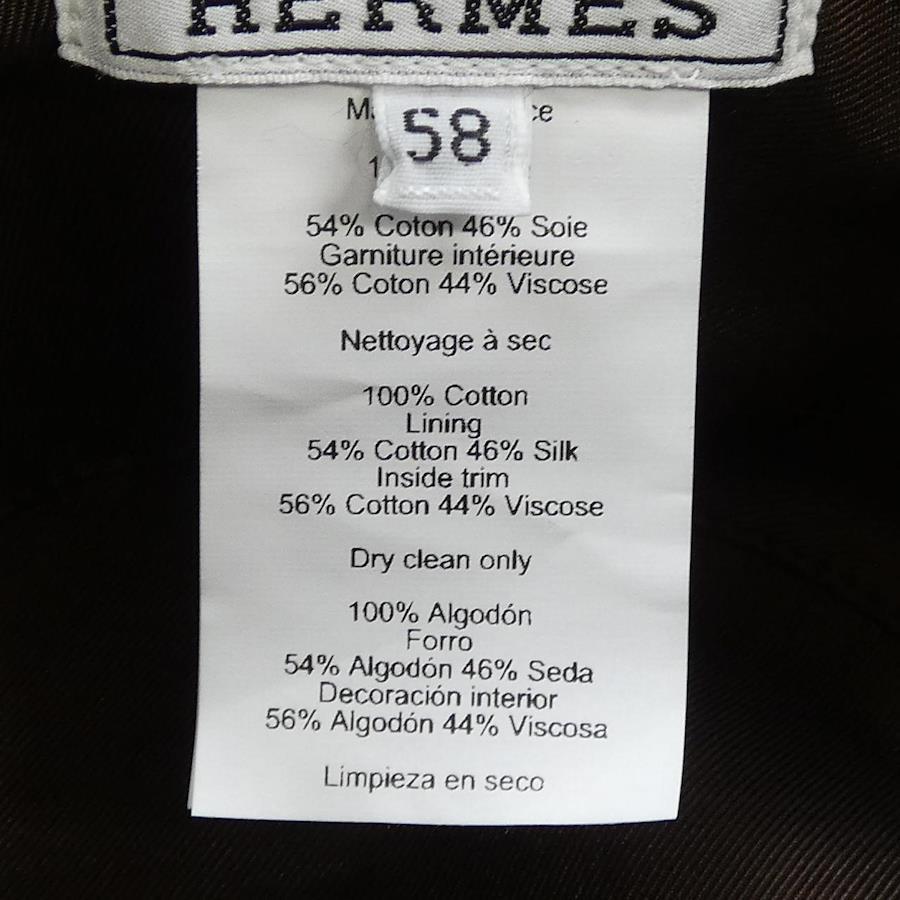 HERMES
58
54% Coton 46% Soie
Garniture intérieure
56% Coton 44% Viscose
Nettoyage à sec
100% Cotton
Lining
54% Cotton 46% Silk
Inside trim
56% Cotton 44% Viscose
Dry clean only
100% Algodón
Forro
54% Algodón 46% Seda
Decoración interior
56% Algodón 44% Viscosa
Limpieza en seco